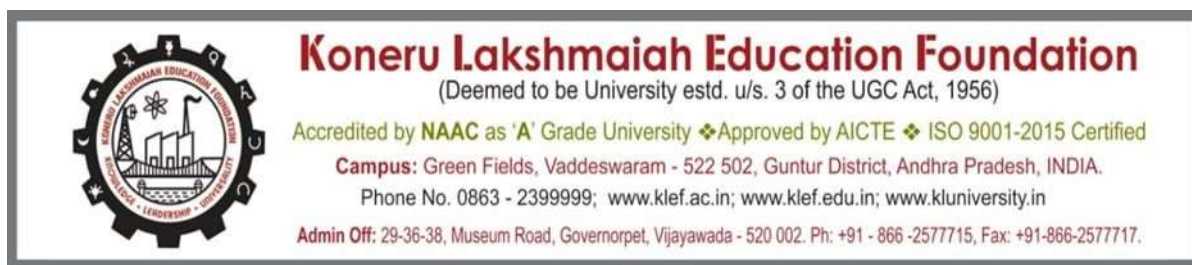 Koneru Lakshmaiah Education Foundation
(Deemed to be University estd. u/s. 3 of the UGC Act, 1956)
Accredited by NAAC as 'A' Grade University ❖Approved by AICTE ❖ ISO 9001-2015 Certified
Campus: Green Fields, Vaddeswaram - 522 502, Guntur District, Andhra Pradesh, INDIA.
Phone No. 0863 - 2399999; www.klef.ac.in; www.klef.edu.in; www.kluniversity.in
Admin Off: 29-36-38, Museum Road, Governorpet, Vijayawada - 520 002. Ph: +91 - 866 -2577715, Fax: +91-866-2577717.
KONERU LAKSHMAIAH EDUCATION FOUNDATION
KNOWLEDGE - LEADERSHIP - UNIVERSALITY